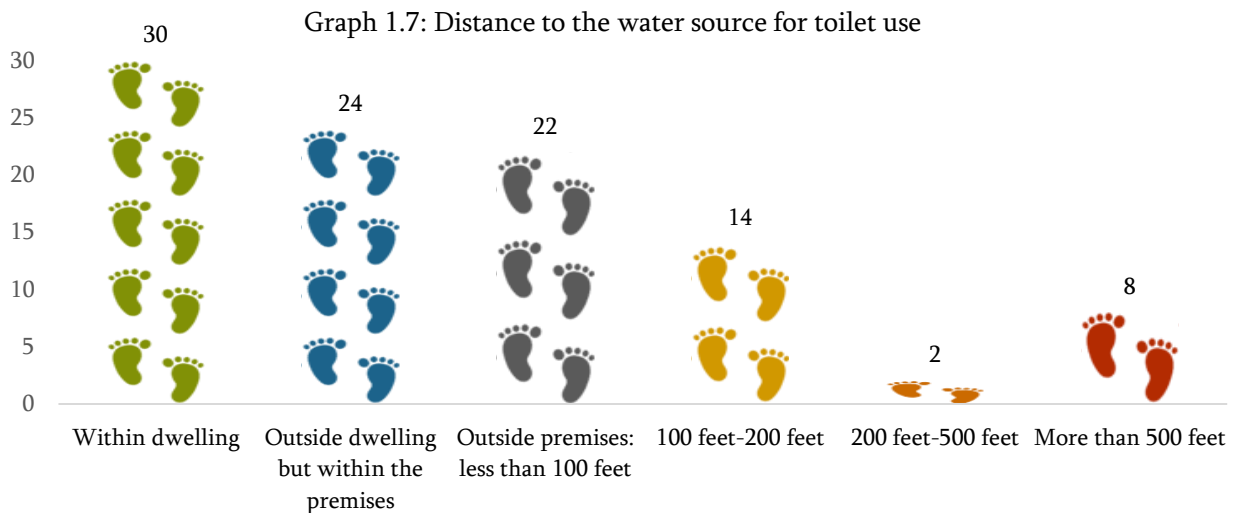 Graph 1.7: Distance to the water source for toilet use
30
25
20
15
10
5
0
30
24
22
14
2
8
Within dwelling
Outside dwelling
but within the
premises
Outside premises:
less than 100 feet
100 feet-200 feet
200 feet-500 feet
More than 500 feet